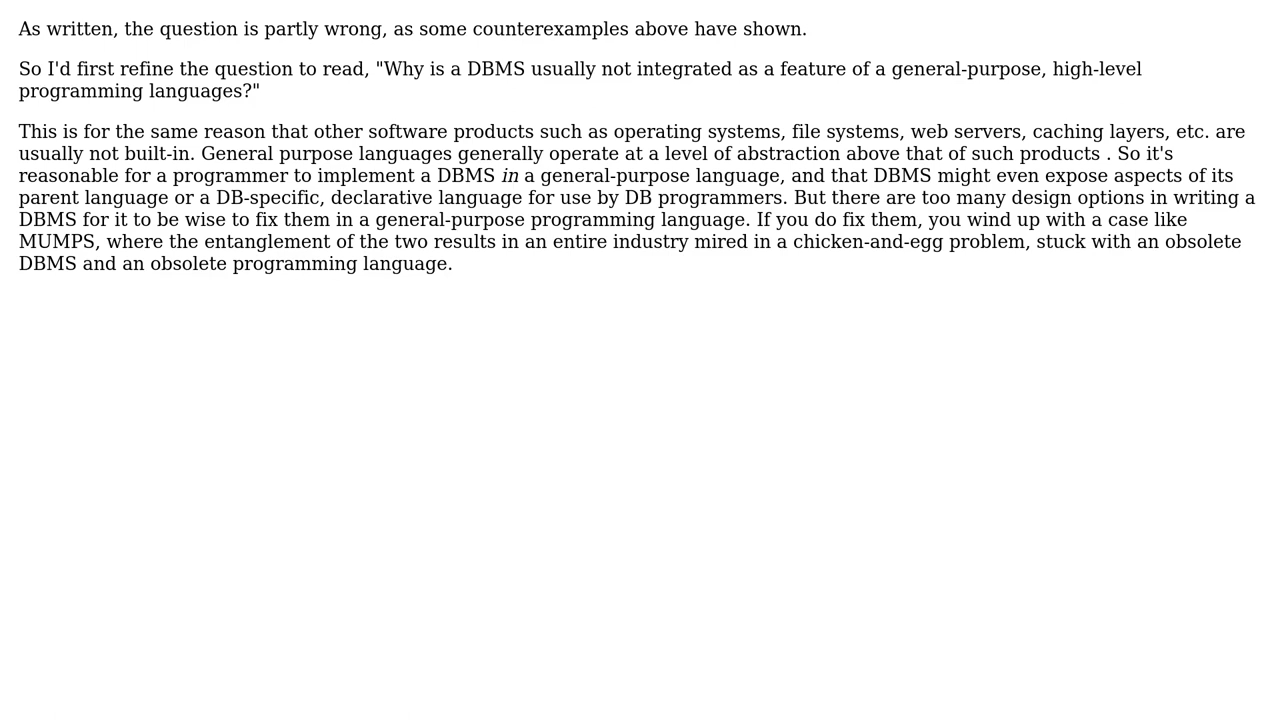 As written, the question is partly wrong, as some counterexamples above have shown.
So I'd first refine the question to read, "Why is a DBMS usually not integrated as a feature of a general-purpose, high-level
programming languages?"
This is for the same reason that other software products such as operating systems, file systems, web servers, caching layers, etc. are
usually not built-in. General purpose languages generally operate at a level of abstraction above that of such products . So it's
reasonable for a programmer to implement a DBMS in a general-purpose language, and that DBMS might even expose aspects of its
parent language or a DB-specific, declarative language for use by DB programmers. But there are too many design options in writing a
DBMS for it to be wise to fix them in a general-purpose programming language. If you do fix them, you wind up with a case like
MUMPS, where the entanglement of the two results in an entire industry mired in a chicken-and-egg problem, stuck with an obsolete
DBMS and an obsolete programming language.